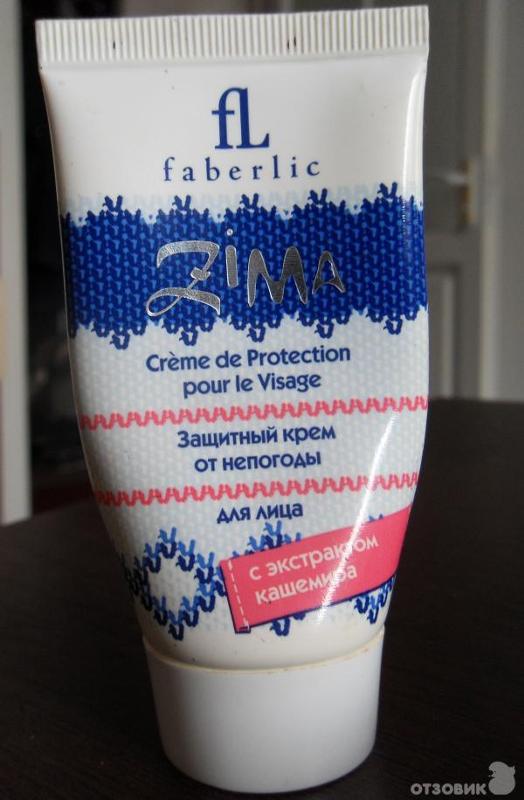 fL
faberlic
ZiMA
Crème de Protection
pour le Visage
Защитный крем
от непогоды
для лица
с экстрактом
кашемира
ОТЗОВИК